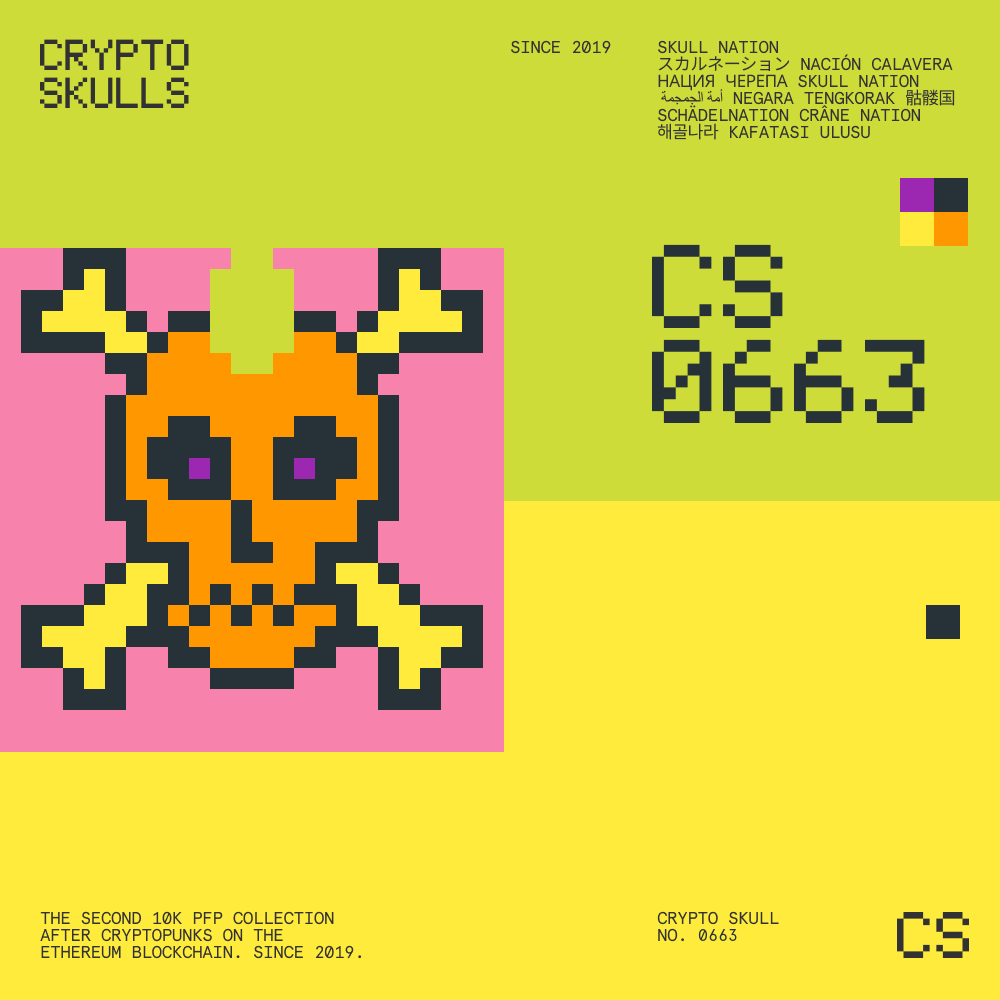 CRYPTO
SKULLS
SINCE 2019
SKULL NATION
スカルネーション NACIÓN CALAVERA
НАЦИЯ ЧЕРЕПА SKULL NATION
أمة الجمجمة NEGARA TENGKORAK 骷髅国
SCHÄDELNATION CRÂNE NATION
해골나라 KAFATASI ULUSU
CS
0663
THE SECOND 10K PFP COLLECTION
AFTER CRYPTOPUNKS ON THE
ETHEREUM BLOCKCHAIN. SINCE 2019.
CRYPTO SKULL
NO. 0663
CS